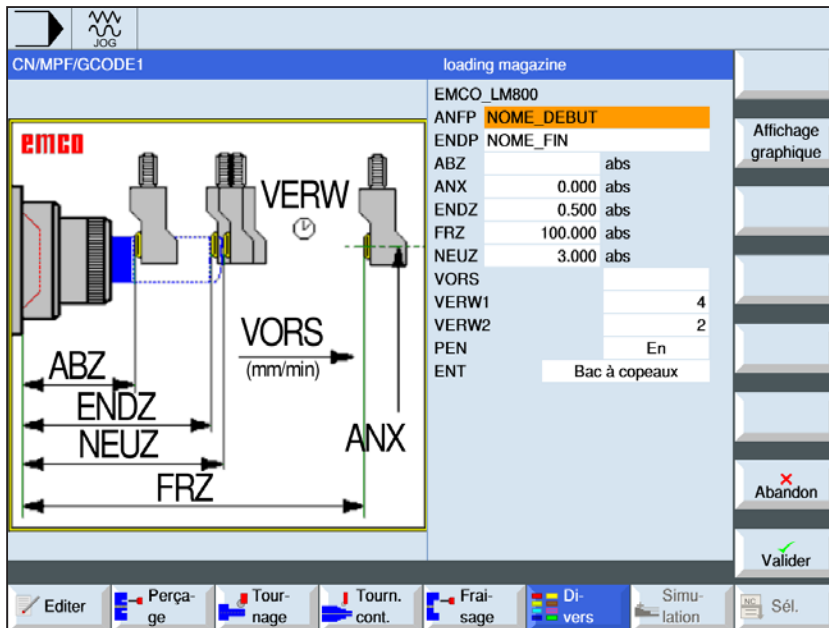 JOG
CN/MPF/GCODE1
loading magazine
EMCO_LM800
ANFP NOME_DEBUT
ENDP NOME_FIN
ABZ abs
ANX 0.000 abs
ENDZ 0.500 abs
FRZ 100.000 abs
NEUZ 3.000 abs
VORS
VERW1 4
VERW2 2
PEN En
ENT Bac à copeaux
emco
VERW
VORS
(mm/min)
ABZ
ENDZ
NEUZ
ANX
FRZ
Affichage
graphique
Abandon
Valider
Editer
Perça-
ge
Tour-
nage
Tourn.
cont.
Frai-
sage
Di-
vers
Simu-
lation
NC
Sél.